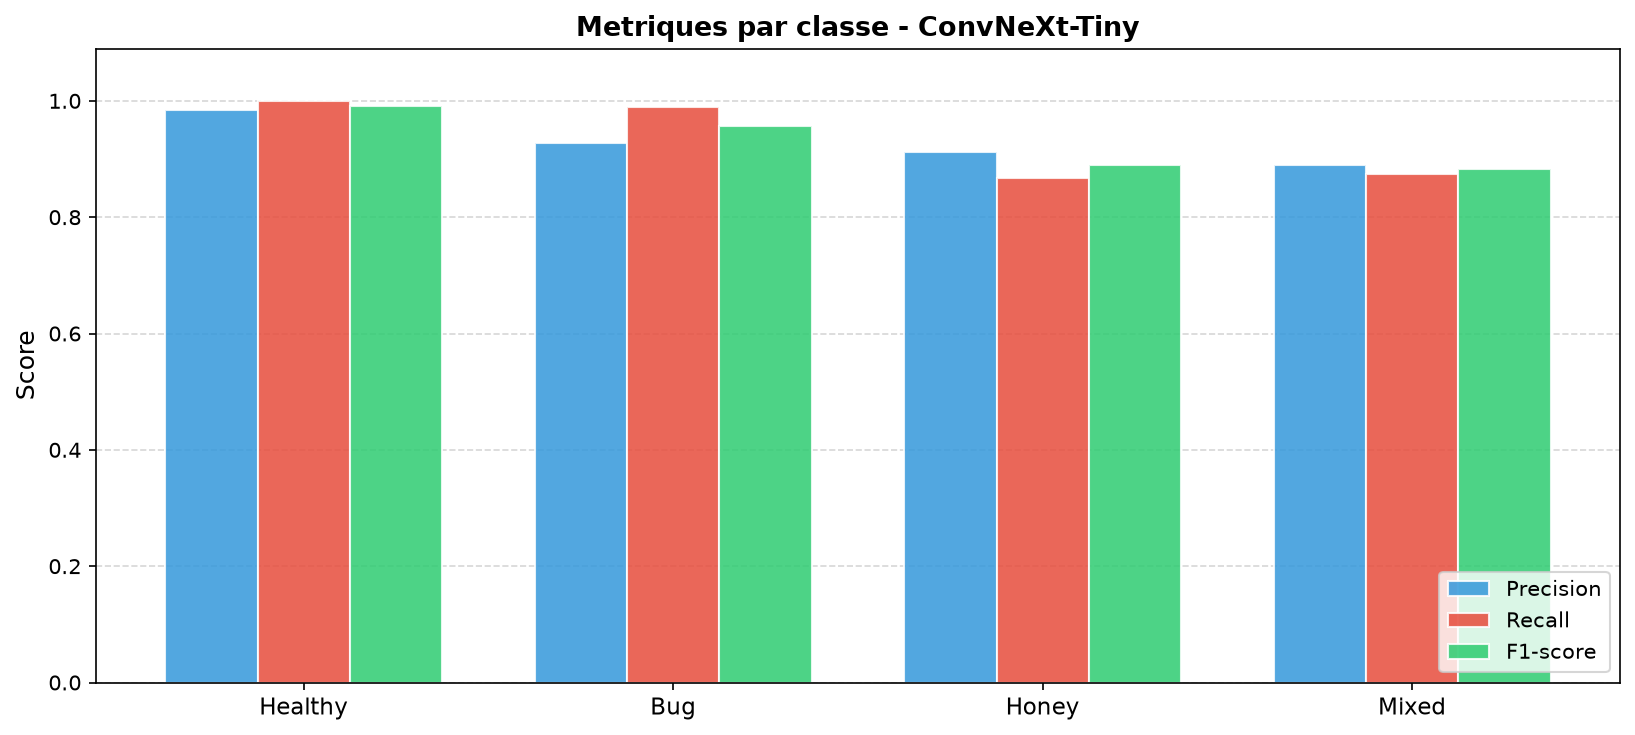 Metriques par classe - ConvNeXt-Tiny
Score
1.0
0.8
0.6
0.4
0.2
0.0
Healthy
Bug
Honey
Mixed
Precision
Recall
F1-score